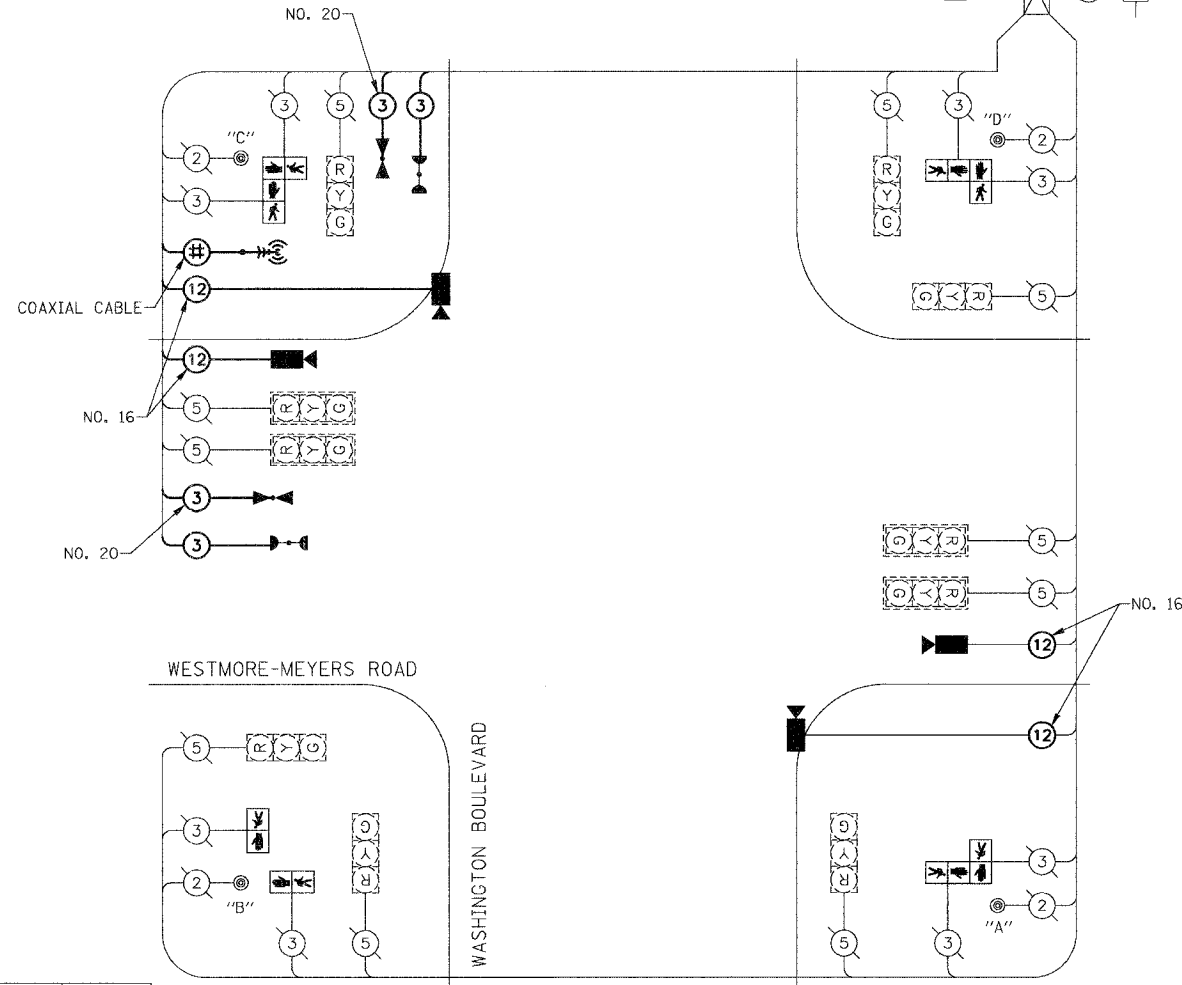 NO. 20
3 5 3 3
5 3
"C"
"D"
2
2
R
Y
G
R
Y
G
3
3
#
12
COAXIAL CABLE
G Y R 5
12
NO. 16
5 R Y G
5 R Y G
3
NO. 20
3
G Y R 5
G Y R 5
NO. 16
12
WESTMORE-MEYERS ROAD
12
WASHINGTON BOULEVARD
5 R Y G
G
Y
R
G
Y
R
3
3
2
2
"B"
"A"
3 5
5 3